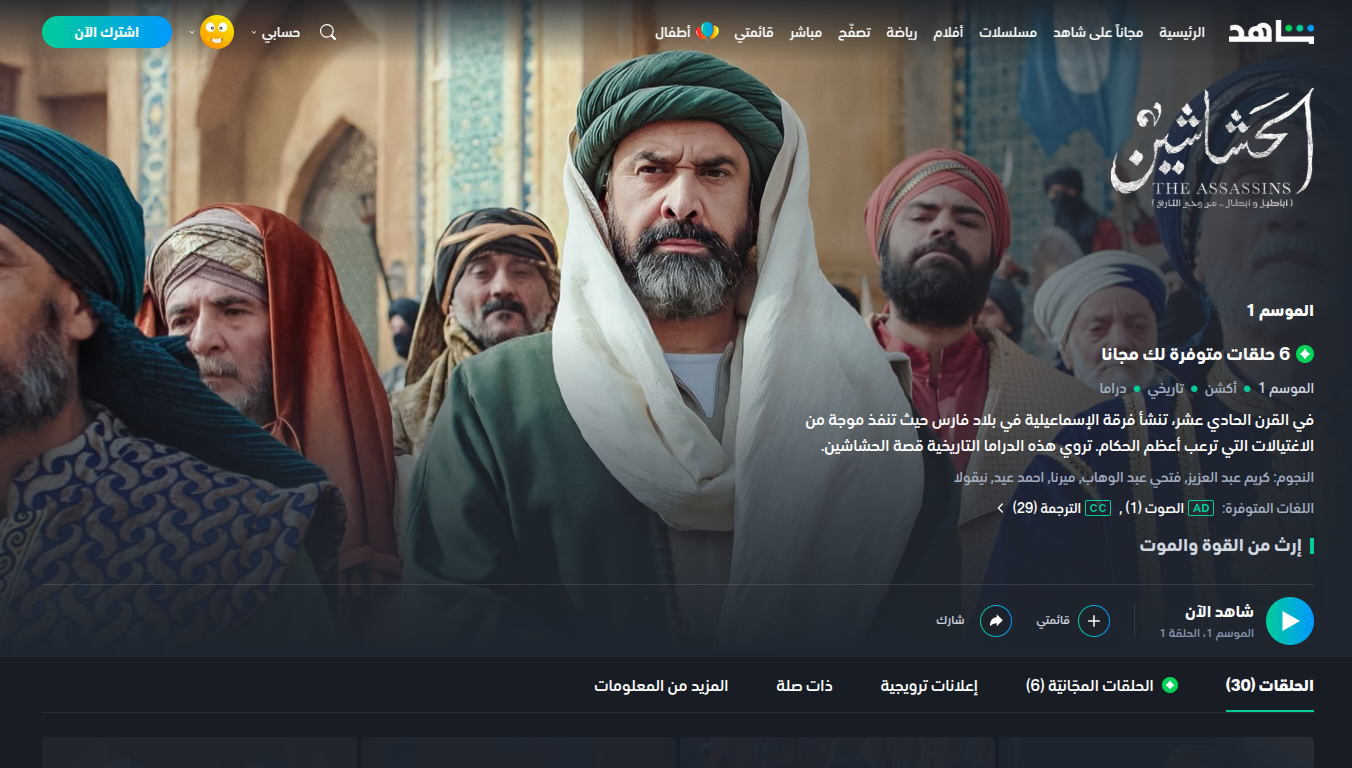 شاهد
الرئيسية
مجاناً على شاهد
مسلسلات
أفلام
رياضة
تصفّح
مباشر
قائمتي
أطفال
حسابي
اشترك الآن
الحشاشين
THE ASSASSINS
( اباطيل و ابطال .. من وحي التاريخ )
الموسم 1
6 حلقات متوفرة لك مجانا
الموسم 1 • أكشن • تاريخي • دراما
في القرن الحادي عشر، تنشأ فرقة الإسماعيلية في بلاد فارس حيث تنفذ موجة من
الاغتيالات التي ترعب أعظم الحكام. تروي هذه الدراما التاريخية قصة الحشاشين.
النجوم: كريم عبد العزيز, فتحي عبد الوهاب, ميرنا, احمد عيد, نيقولا
اللغات المتوفرة: AD الصوت (1) , CC الترجمة (29)
إرث من القوة والموت
شاهد الآن
الموسم 1، الحلقة 1
قائمتي
شارك
الحلقات (30)
الحلقات المجّانيّة (6)
إعلانات ترويجية
ذات صلة
المزيد من المعلومات